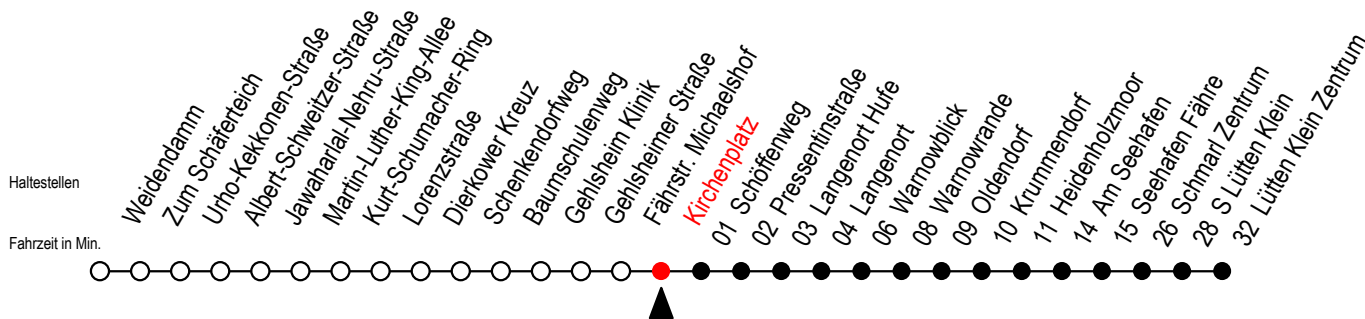 Haltestellen
Fahrzeit in Min.
Weidendamm
Zum Schäferteich
Urho-Kekkonen-Straße
Albert-Schweitzer-Straße
Jawaharlal-Nehru-Straße
Martin-Luther-King-Allee
Kurt-Schumacher-Ring
Lorenzstraße
Dierkower Kreuz
Schenkendorfweg
Baumschulenweg
Gehlsheim Klinik
Gehlsheimer Straße
Fährstr. Michaelshof
Kirchenplatz
01 Schöffenweg
02 Pressentinstraße
03 Langenort Hufe
04 Langenort
06 Warnowblick
08 Warnowrande
09 Oldendorf
10 Krummendorf
11 Heidenholzmoor
14 Am Seehafen
15 Seehafen Fähre
26 Schmarl Zentrum
28 S Lütten Klein
32 Lütten Klein Zentrum